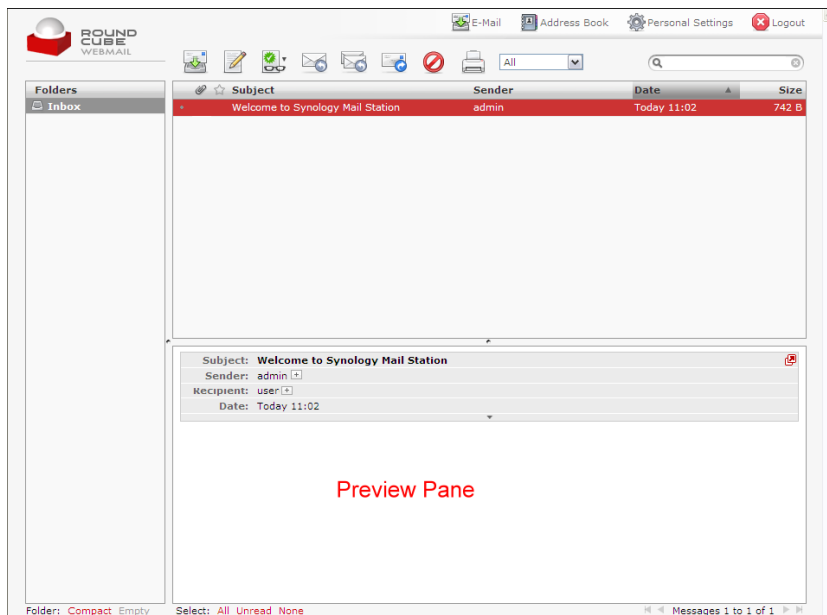 ROUND
CUBE
WEBMAIL
E-Mail Address Book Personal Settings Logout
All
Folders
Inbox
Subject Sender Date Size
Welcome to Synology Mail Station admin Today 11:02 742 B
Subject: Welcome to Synology Mail Station
Sender: admin
Recipient: user
Date: Today 11:02
Preview Pane
Folder: Compact Empty Select: All Unread None Messages 1 to 1 of 1